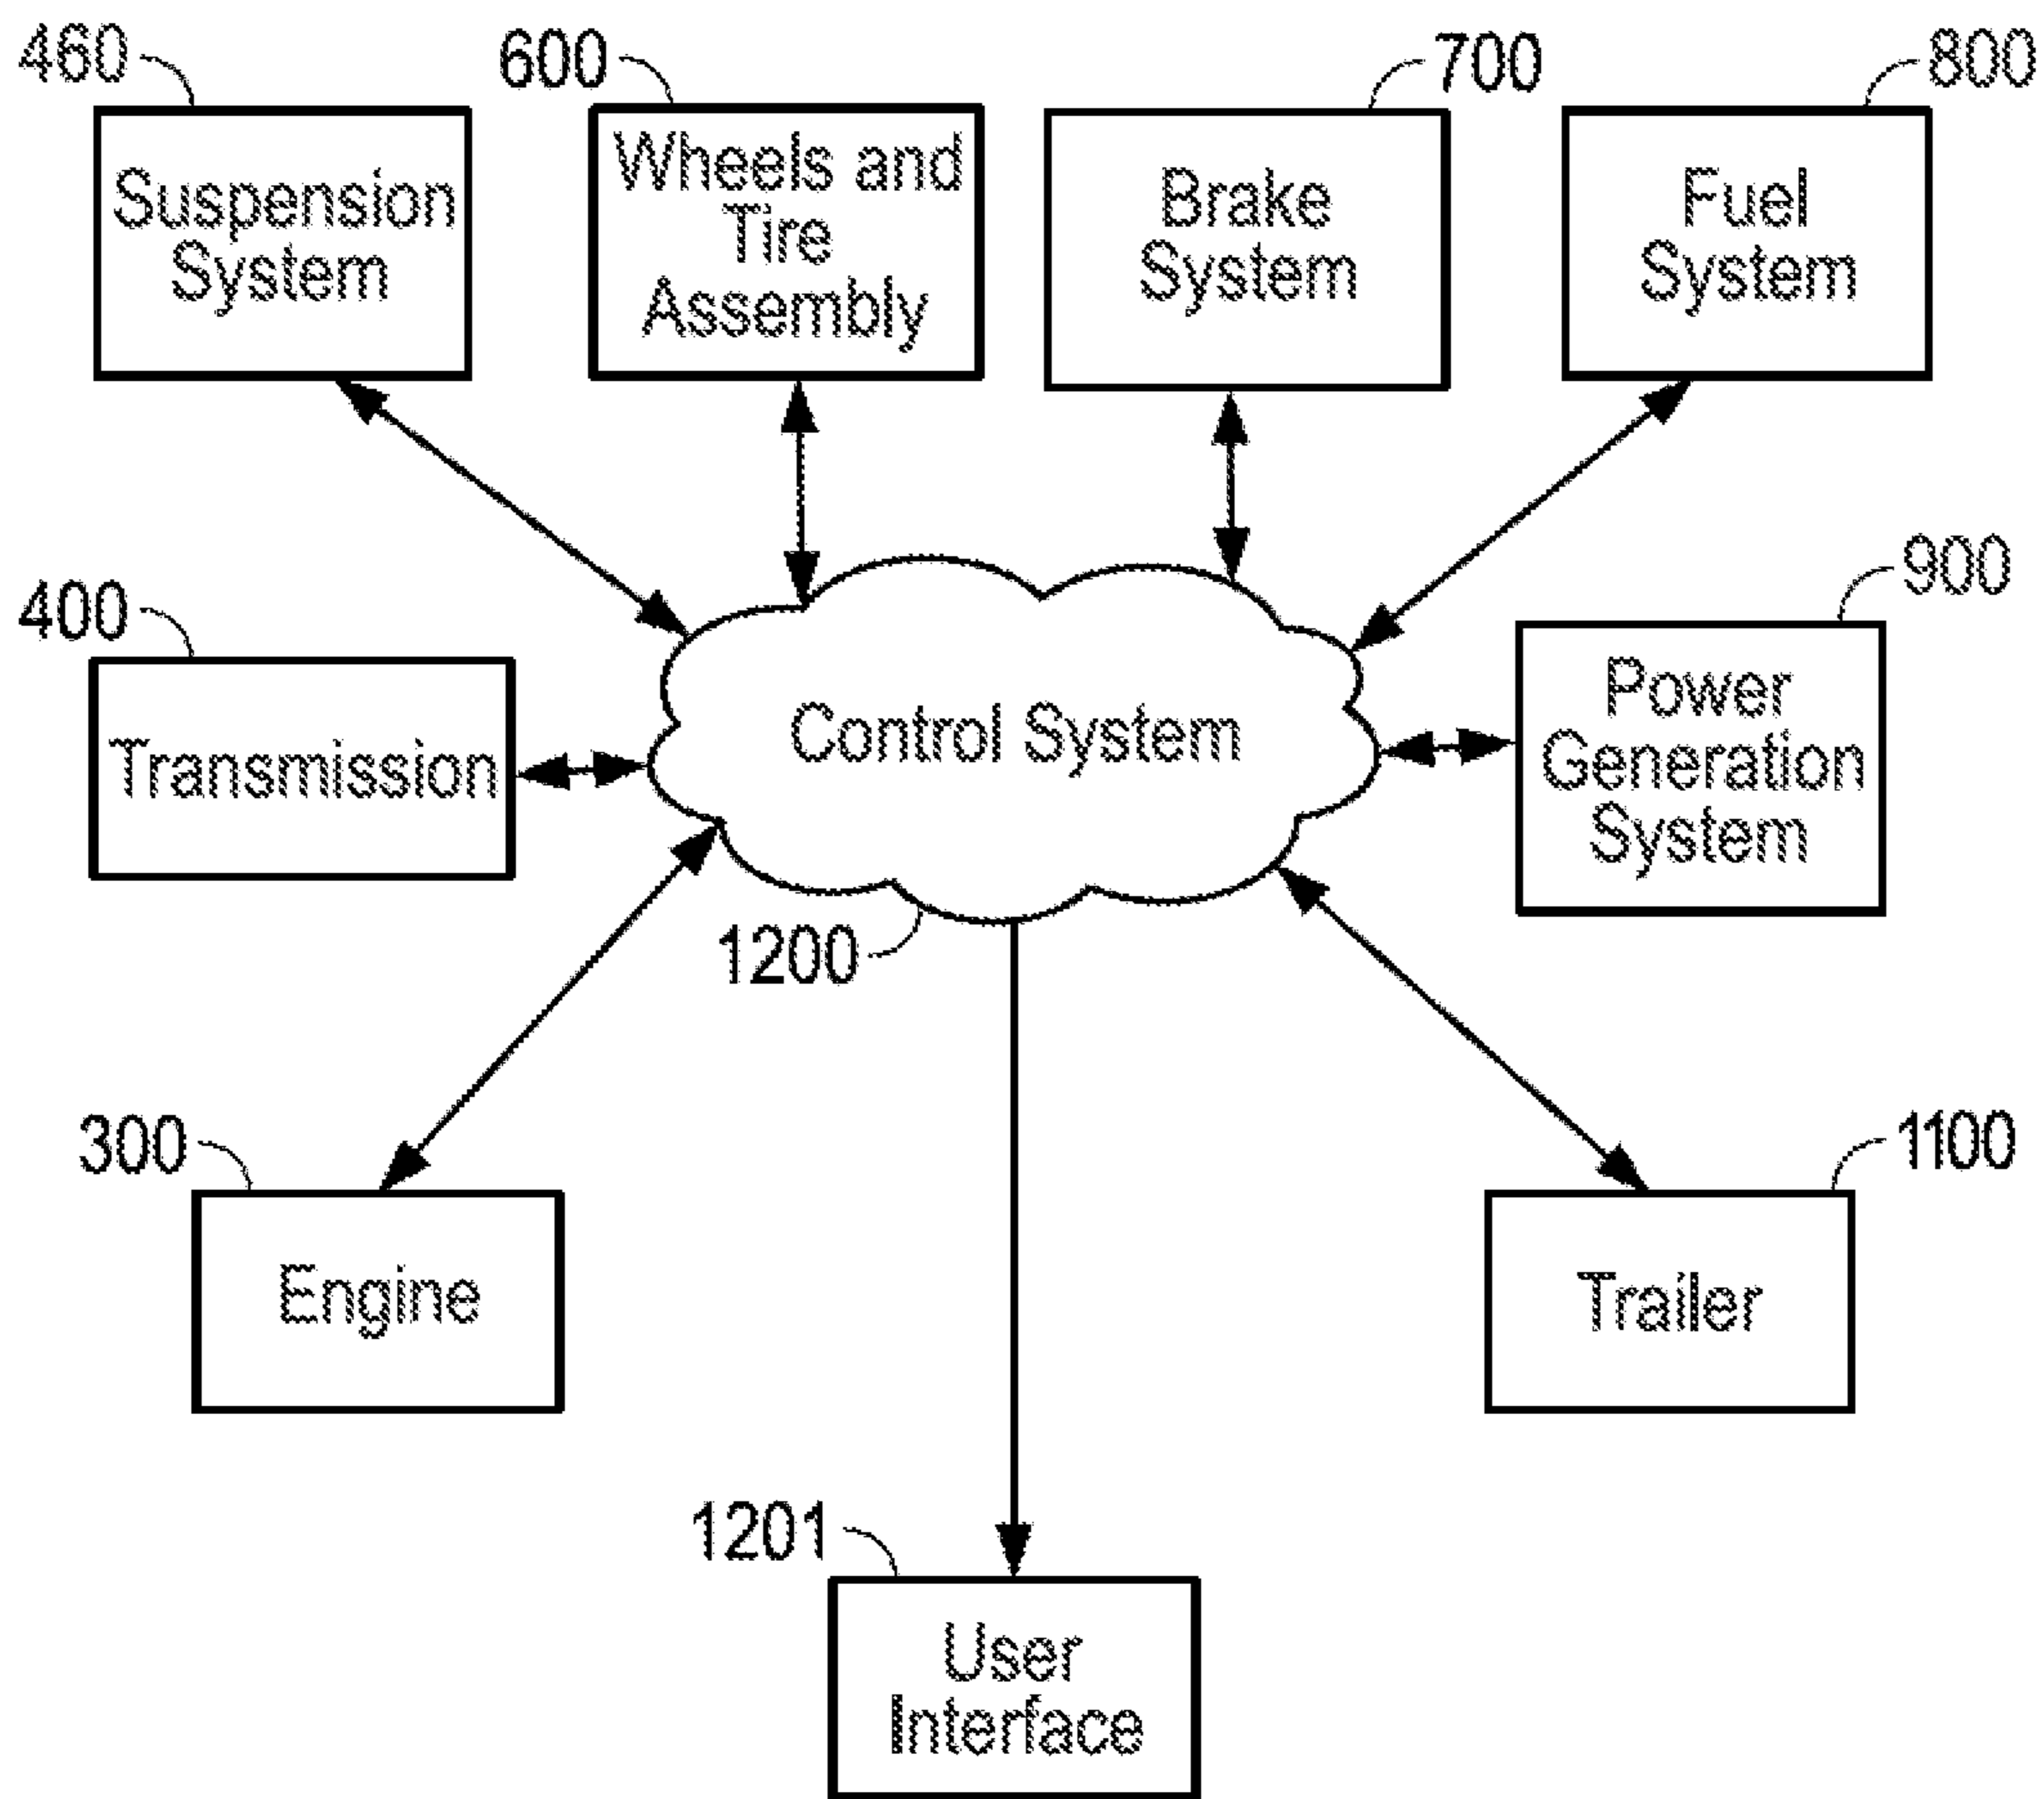 460
600
700
800
Suspension
System
Wheels and
Tire
Assembly
Brake
System
Fuel
System
400
900
Transmission
Control System
Power
Generation
System
1200
300
1100
Engine
Trailer
1201
User
Interface